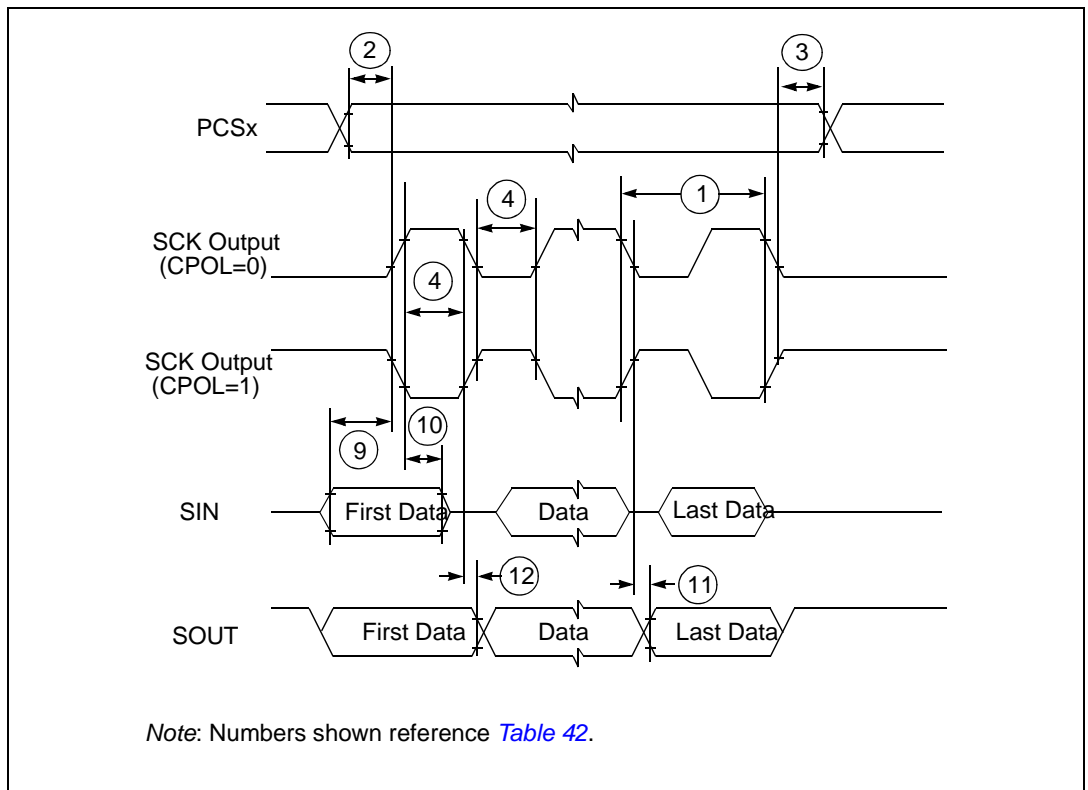 2
3
PCSx
4
1
SCK Output
(CPOL=0)
4
SCK Output
(CPOL=1)
9
10
SIN
First Data
Data
Last Data
12
11
SOUT
First Data
Data
Last Data
Note: Numbers shown reference Table 42.